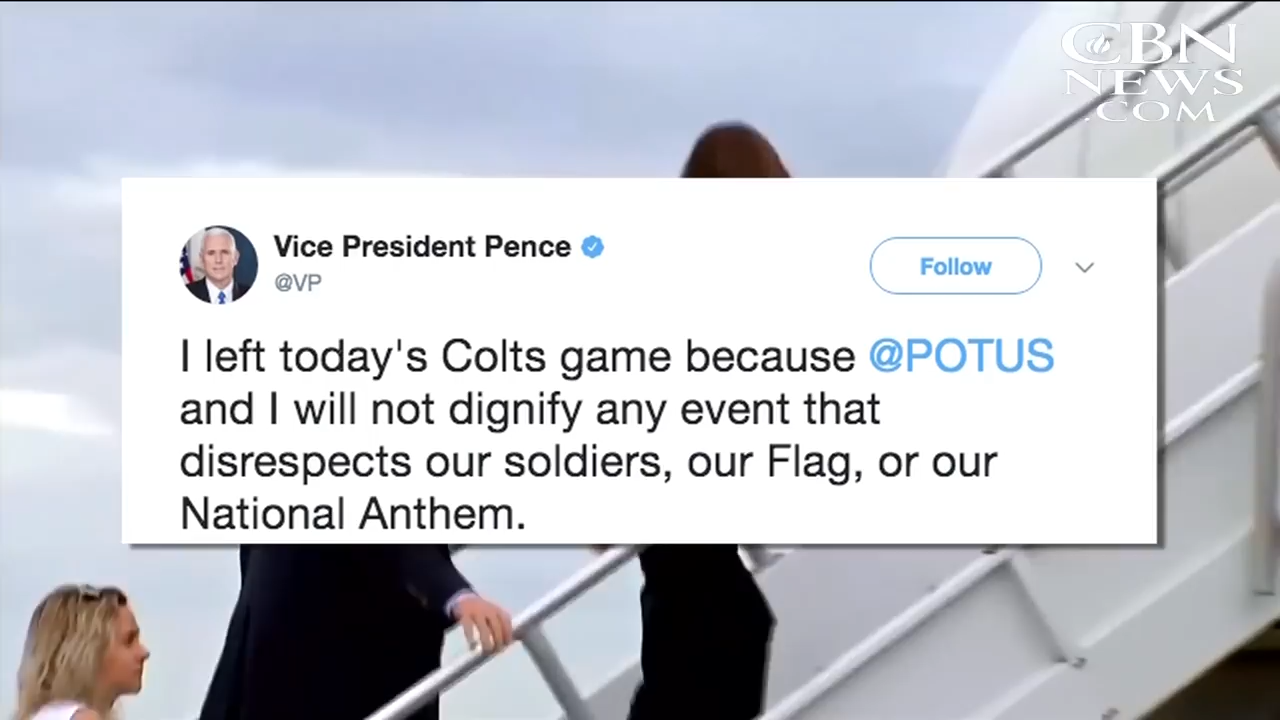 CBN
NEWS
.COM
Vice President Pence
@VP
Follow
I left today's Colts game because @POTUS
and I will not dignify any event that
disrespects our soldiers, our Flag, or our
National Anthem.